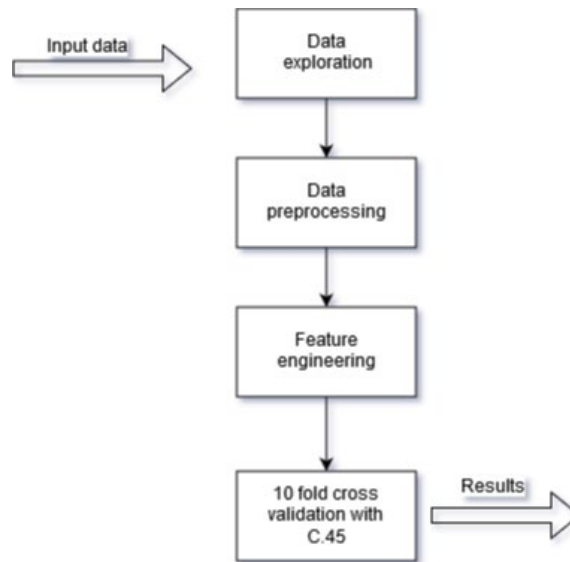 Input data
Data
exploration
Data
preprocessing
Feature
engineering
10 fold cross
validation with
C.45
Results